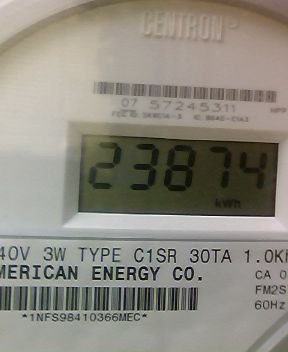 CENTRON®
07 57245311
23874
kWh
40V 3W TYPE C1SR 30TA 1.0K
MERICAN ENERGY CO.
CA 0
FM2S
60Hz
*1NFS98410366MEC*